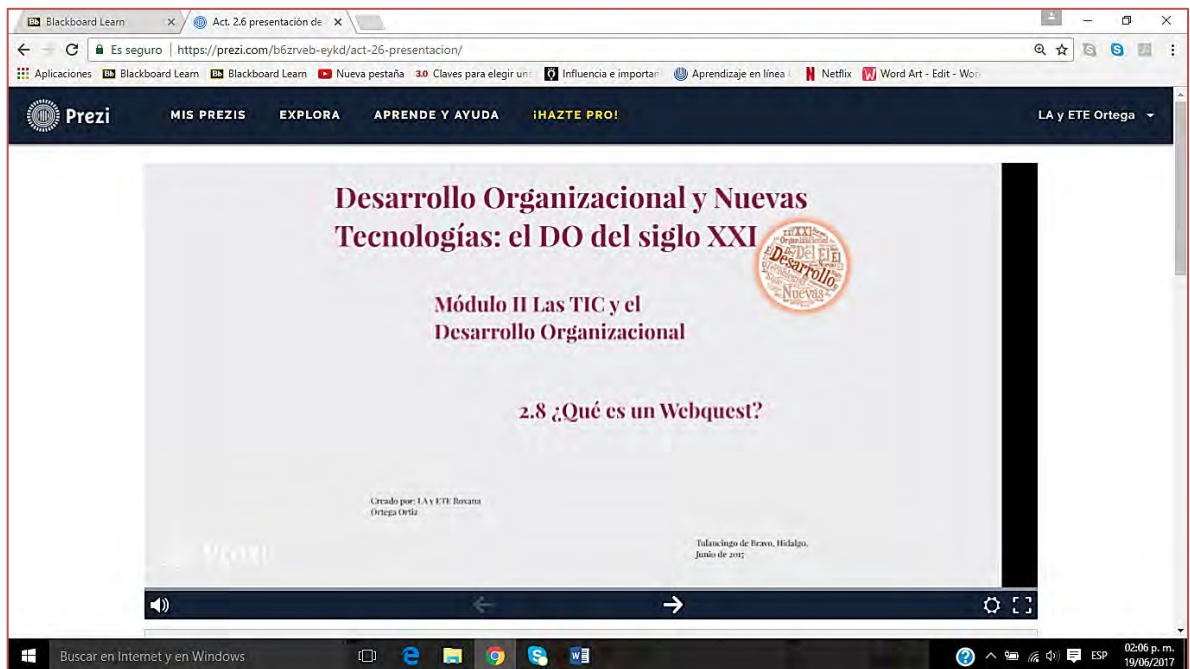 Blackboard Learn
Act. 2.6 presentación de
Es seguro | https://prezi.com/b6zrveb-eykd/act-26-presentacion/
Aplicaciones Blackboard Learn Blackboard Learn Nueva pestaña 3.0 Claves para elegir un Influencia e importan Aprendizaje en línea Netflix Word Art - Edit - Wor
Prezi MIS PREZIS EXPLORA APRENDE Y AYUDA ¡HAZTE PRO! LA y ETE Ortega
Desarrollo Organizacional y Nuevas
Tecnologías: el DO del siglo XXI
Desarrollo
Nuevas
Módulo II Las TIC y el
Desarrollo Organizacional
2.8 ¿Qué es un Webquest?
Creado por: LA y ETE Roxana
Ortega Ortiz
Tulancingo de Bravo, Hidalgo,
Junio de 2017
Prezi
Buscar en Internet y en Windows
ESP
02:06 p. m.
19/06/2017